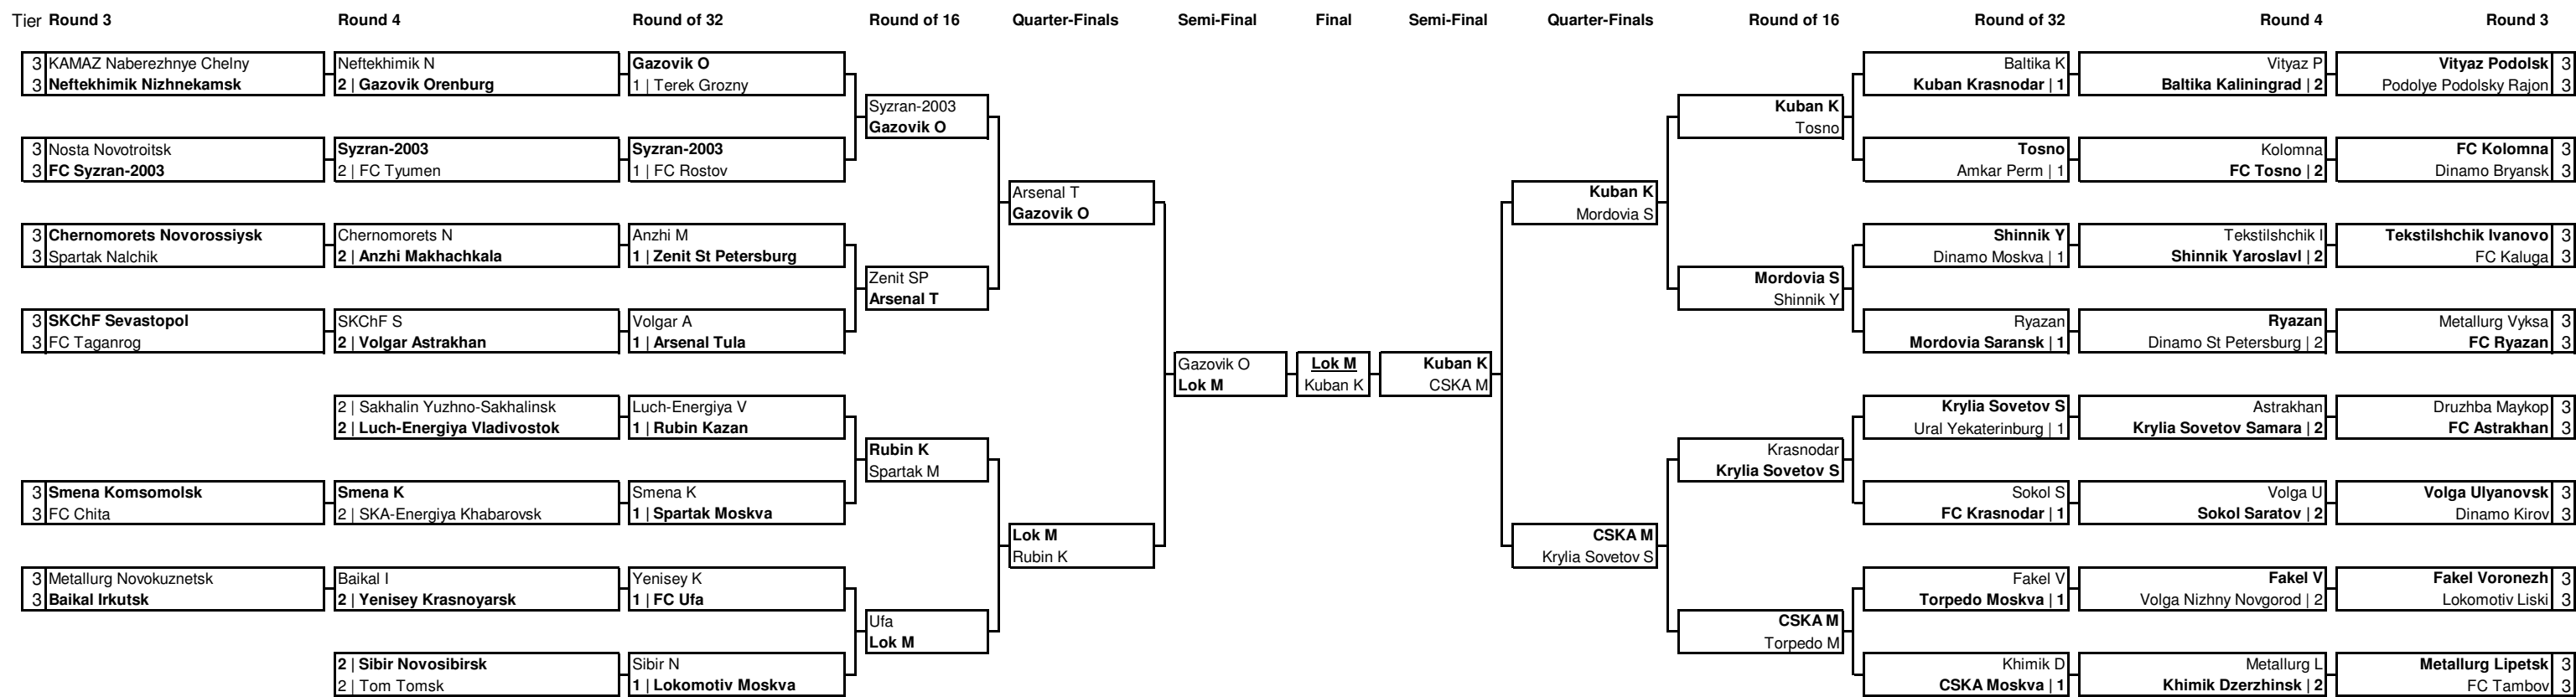 Tier Round 3 Round 4 Round of 32 Round of 16 Quarter-Finals Semi-Final Final Semi-Final Quarter-Finals Round of 16 Round of 32 Round 4 Round 3
3 KAMAZ Naberezhnye Chelny Neftekhimik N Gazovik O Baltika K Vityaz P Vityaz Podolsk 3
3 Neftekhimik Nizhnekamsk 2 | Gazovik Orenburg 1 | Terek Grozny Kuban Krasnodar | 1 Baltika Kaliningrad | 2 Podolye Podolsky Rajon 3
Syzran-2003 Kuban K
Gazovik O Tosno
3 Nosta Novotroitsk Syzran-2003 Syzran-2003 Tosno Kolomna FC Kolomna 3
3 FC Syzran-2003 2 | FC Tyumen 1 | FC Rostov Amkar Perm | 1 FC Tosno | 2 Dinamo Bryansk 3
Arsenal T Kuban K
Gazovik O Mordovia S
3 Chernomorets Novorossiysk Chernomorets N Anzhi M Shinnik Y Tekstilshchik I Tekstilshchik Ivanovo 3
3 Spartak Nalchik 2 | Anzhi Makhachkala 1 | Zenit St Petersburg Dinamo Moskva | 1 Shinnik Yaroslavl | 2 FC Kaluga 3
Zenit SP Mordovia S
Arsenal T Shinnik Y
3 SKChF Sevastopol SKChF S Volgar A Ryazan Ryazan Metallurg Vyksa 3
3 FC Taganrog 2 | Volgar Astrakhan 1 | Arsenal Tula Mordovia Saransk | 1 Dinamo St Petersburg | 2 FC Ryazan 3
Gazovik O Lok M Kuban K
Lok M Kuban K CSKA M
2 | Sakhalin Yuzhno-Sakhalinsk Luch-Energiya V Krylia Sovetov S Astrakhan Druzhba Maykop 3
2 | Luch-Energiya Vladivostok 1 | Rubin Kazan Ural Yekaterinburg | 1 Krylia Sovetov Samara | 2 FC Astrakhan 3
Rubin K Krasnodar
Spartak M Krylia Sovetov S
3 Smena Komsomolsk Smena K Smena K Sokol S Volga U Volga Ulyanovsk 3
3 FC Chita 2 | SKA-Energiya Khabarovsk 1 | Spartak Moskva FC Krasnodar | 1 Sokol Saratov | 2 Dinamo Kirov 3
Lok M CSKA M
Rubin K Krylia Sovetov S
3 Metallurg Novokuznetsk Baikal I Yenisey K Fakel V Fakel V Fakel Voronezh 3
3 Baikal Irkutsk 2 | Yenisey Krasnoyarsk 1 | FC Ufa Torpedo Moskva | 1 Volga Nizhny Novgorod | 2 Lokomotiv Liski 3
Ufa CSKA M
Lok M Torpedo M
2 | Sibir Novosibirsk Sibir N Khimik D Metallurg L Metallurg Lipetsk 3
2 | Tom Tomsk 1 | Lokomotiv Moskva CSKA Moskva | 1 Khimik Dzerzhinsk | 2 FC Tambov 3